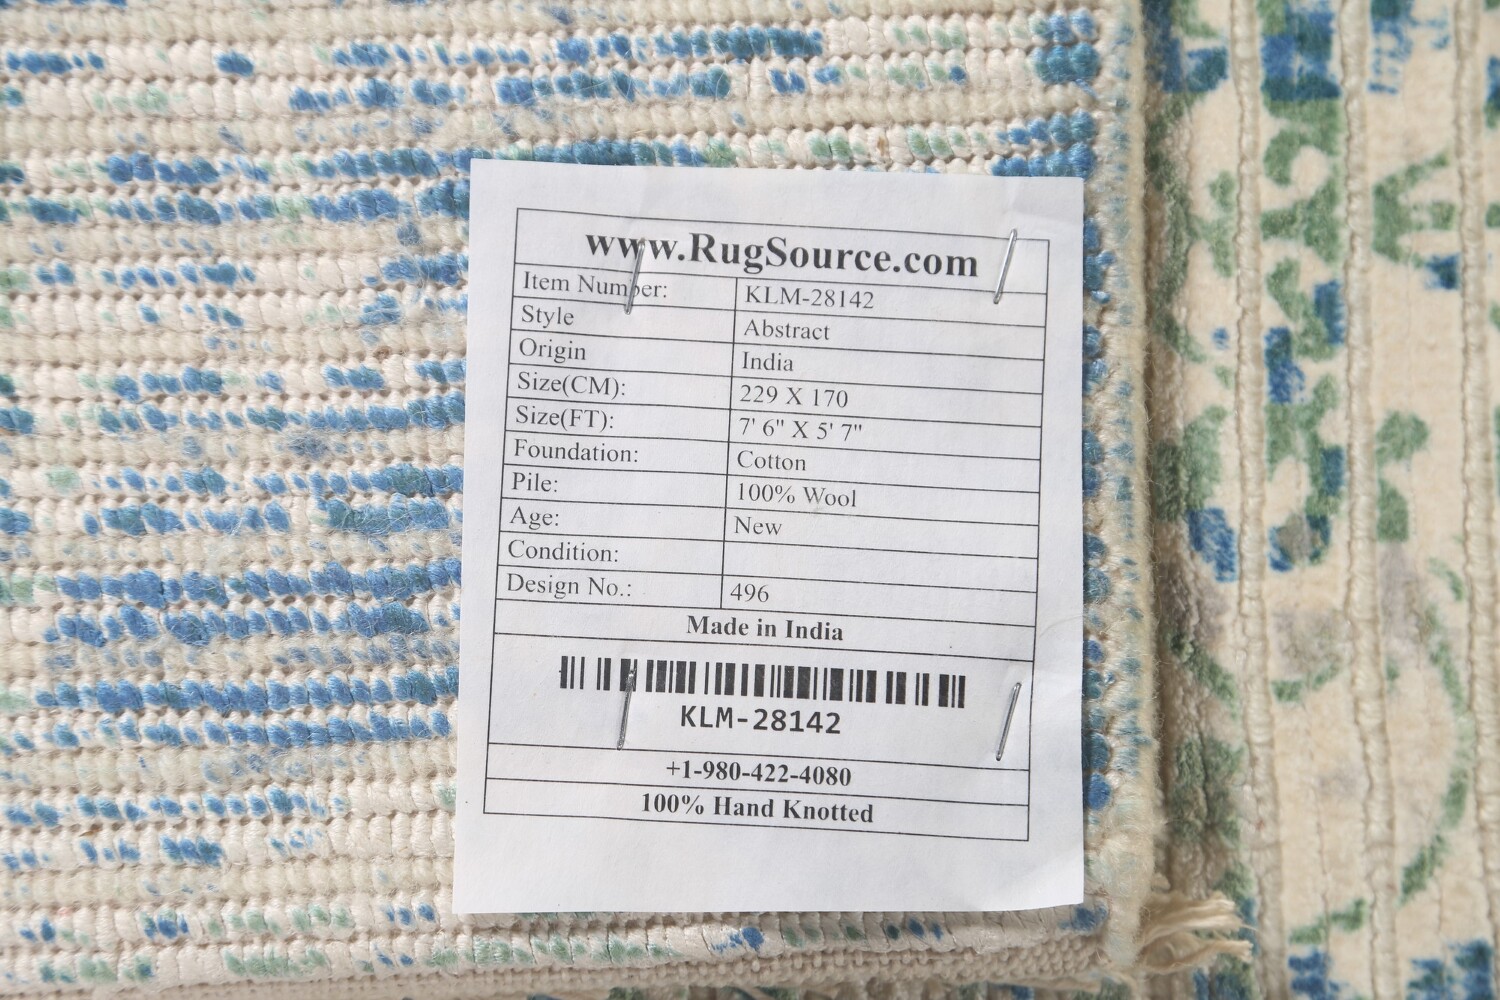 www.RugSource.com
Item Number: KLM-28142
Style Abstract
Origin India
Size(CM): 229 X 170
Size(FT): 7' 6" X 5' 7"
Foundation: Cotton
Pile: 100% Wool
Age: New
Condition:
Design No.: 496
Made in India
KLM-28142
+1-980-422-4080
100% Hand Knotted